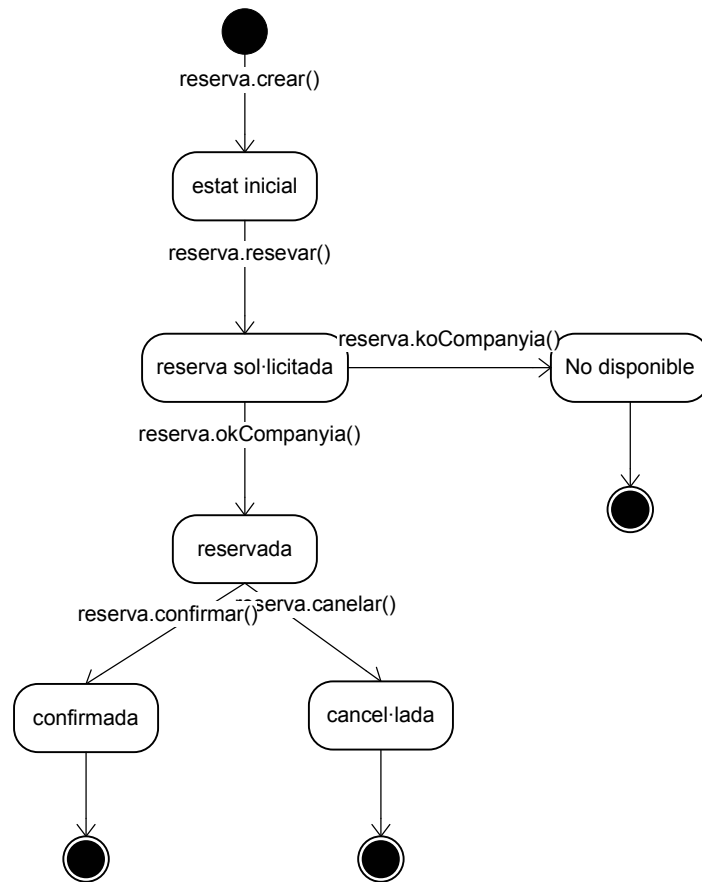 reserva.crear()
estat inicial
reserva.resevar()
reserva.koCompanyia()
reserva sol·licitada
No disponible
reserva.okCompanyia()
reservada
reserva.confirmar()
reserva.canelar()
confirmada
cancel·lada